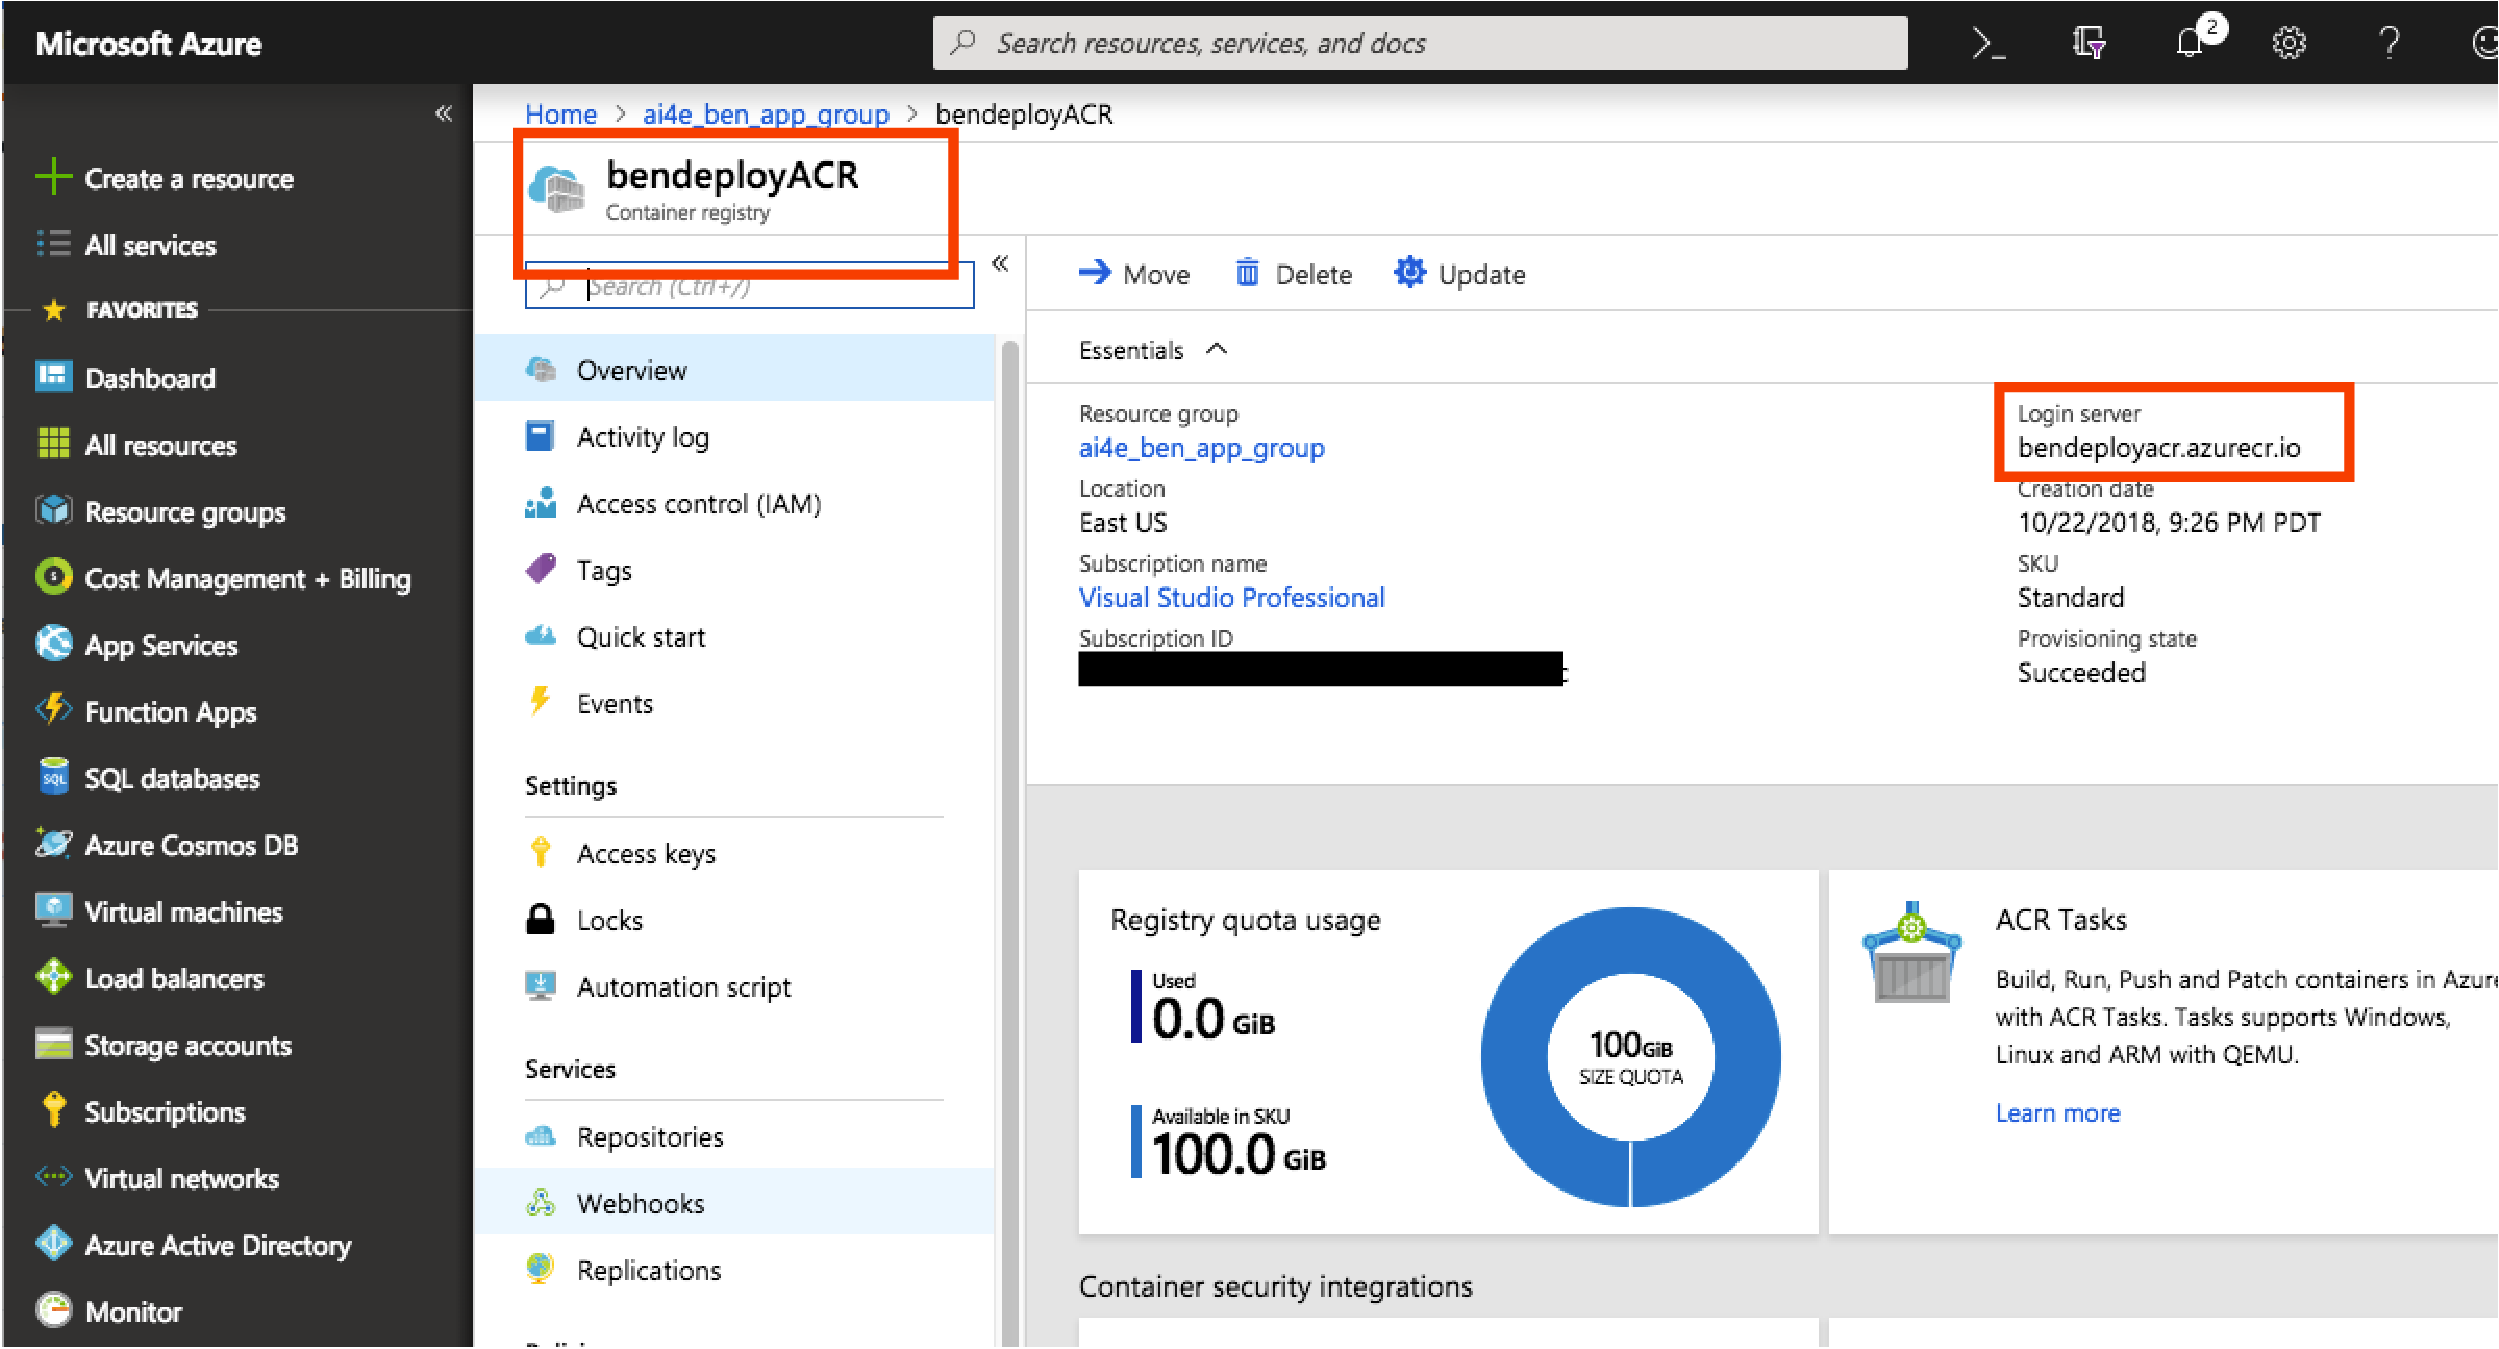 Microsoft Azure
Search resources, services, and docs
2
Home > ai4e_ben_app_group > bendeployACR
Create a resource
All services
FAVORITES
Dashboard
All resources
Resource groups
Cost Management + Billing
App Services
Function Apps
SQL databases
Azure Cosmos DB
Virtual machines
Load balancers
Storage accounts
Subscriptions
Virtual networks
Azure Active Directory
Monitor
bendeployACR
Container registry
Search (Ctrl+/)
Overview
Activity log
Access control (IAM)
Tags
Quick start
Events
Settings
Access keys
Locks
Automation script
Services
Repositories
Webhooks
Replications
Move Delete Update
Essentials
Resource group
ai4e_ben_app_group
Location
East US
Subscription name
Visual Studio Professional
Subscription ID
Login server
bendeployacr.azurecr.io
Creation date
10/22/2018, 9:26 PM PDT
SKU
Standard
Provisioning state
Succeeded
Registry quota usage
Used
0.0 GiB
Available in SKU
100.0 GiB
100 GiB
SIZE QUOTA
ACR Tasks
Build, Run, Push and Patch containers in Azure
with ACR Tasks. Tasks supports Windows,
Linux and ARM with QEMU.
Learn more
Container security integrations